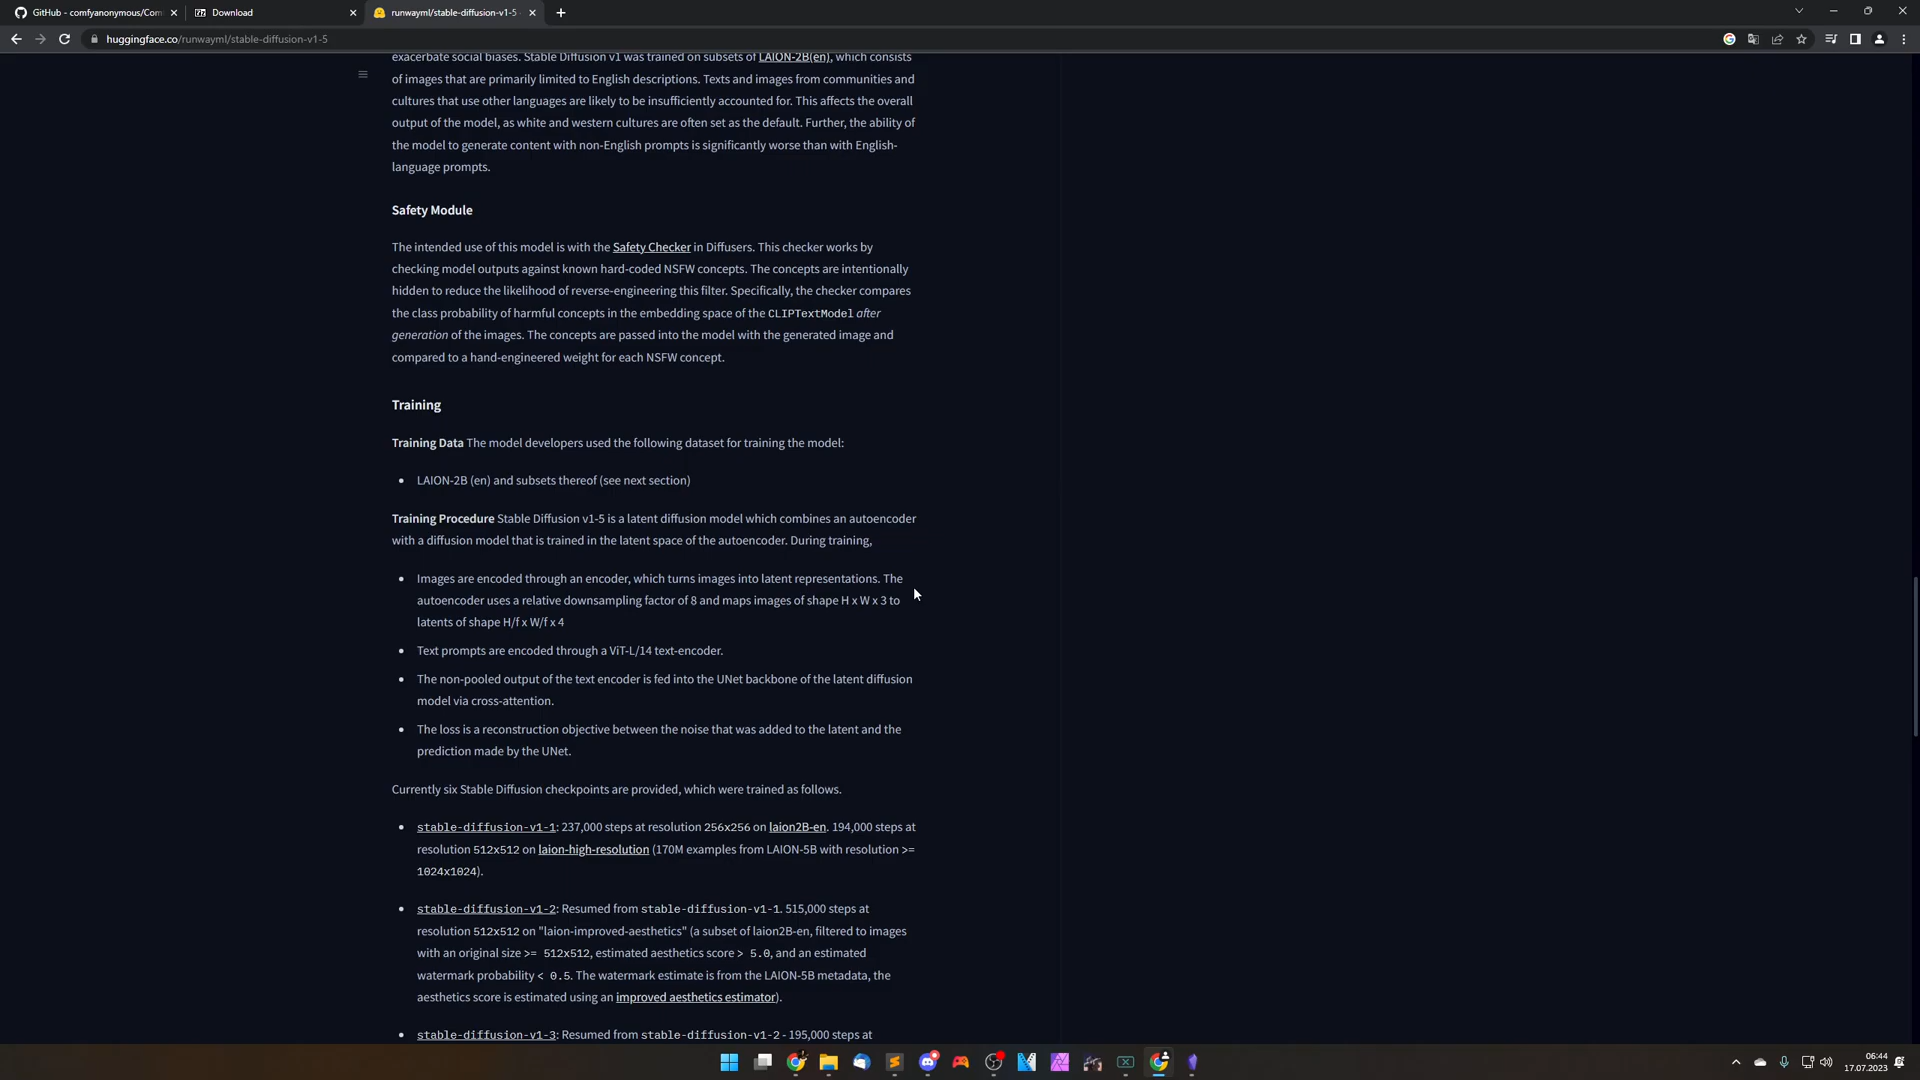 GitHub - comfyanonymous/Com
Download
runwayml/stable-diffusion-v1-5
huggingface.co/runwayml/stable-diffusion-v1-5
exacerbate social biases. Stable Diffusion v1 was trained on subsets of LAION-2B(en), which consists
of images that are primarily limited to English descriptions. Texts and images from communities and
cultures that use other languages are likely to be insufficiently accounted for. This affects the overall
output of the model, as white and western cultures are often set as the default. Further, the ability of
the model to generate content with non-English prompts is significantly worse than with English-
language prompts.
Safety Module
The intended use of this model is with the Safety Checker in Diffusers. This checker works by
checking model outputs against known hard-coded NSFW concepts. The concepts are intentionally
hidden to reduce the likelihood of reverse-engineering this filter. Specifically, the checker compares
the class probability of harmful concepts in the embedding space of the CLIPTextModel after
generation of the images. The concepts are passed into the model with the generated image and
compared to a hand-engineered weight for each NSFW concept.
Training
Training Data The model developers used the following dataset for training the model:
• LAION-2B (en) and subsets thereof (see next section)
Training Procedure Stable Diffusion v1-5 is a latent diffusion model which combines an autoencoder
with a diffusion model that is trained in the latent space of the autoencoder. During training,
• Images are encoded through an encoder, which turns images into latent representations. The
autoencoder uses a relative downsampling factor of 8 and maps images of shape H x W x 3 to
latents of shape H/f x W/f x 4
• Text prompts are encoded through a ViT-L/14 text-encoder.
• The non-pooled output of the text encoder is fed into the UNet backbone of the latent diffusion
model via cross-attention.
• The loss is a reconstruction objective between the noise that was added to the latent and the
prediction made by the UNet.
Currently six Stable Diffusion checkpoints are provided, which were trained as follows.
• stable-diffusion-v1-1: 237,000 steps at resolution 256x256 on laion2B-en. 194,000 steps at
resolution 512x512 on laion-high-resolution (170M examples from LAION-5B with resolution >=
1024x1024).
• stable-diffusion-v1-2: Resumed from stable-diffusion-v1-1. 515,000 steps at
resolution 512x512 on "laion-improved-aesthetics" (a subset of laion2B-en, filtered to images
with an original size >= 512x512, estimated aesthetics score > 5.0, and an estimated
watermark probability < 0.5. The watermark estimate is from the LAION-5B metadata, the
aesthetics score is estimated using an improved aesthetics estimator).
• stable-diffusion-v1-3: Resumed from stable-diffusion-v1-2 - 195,000 steps at
06:44
17.07.2023